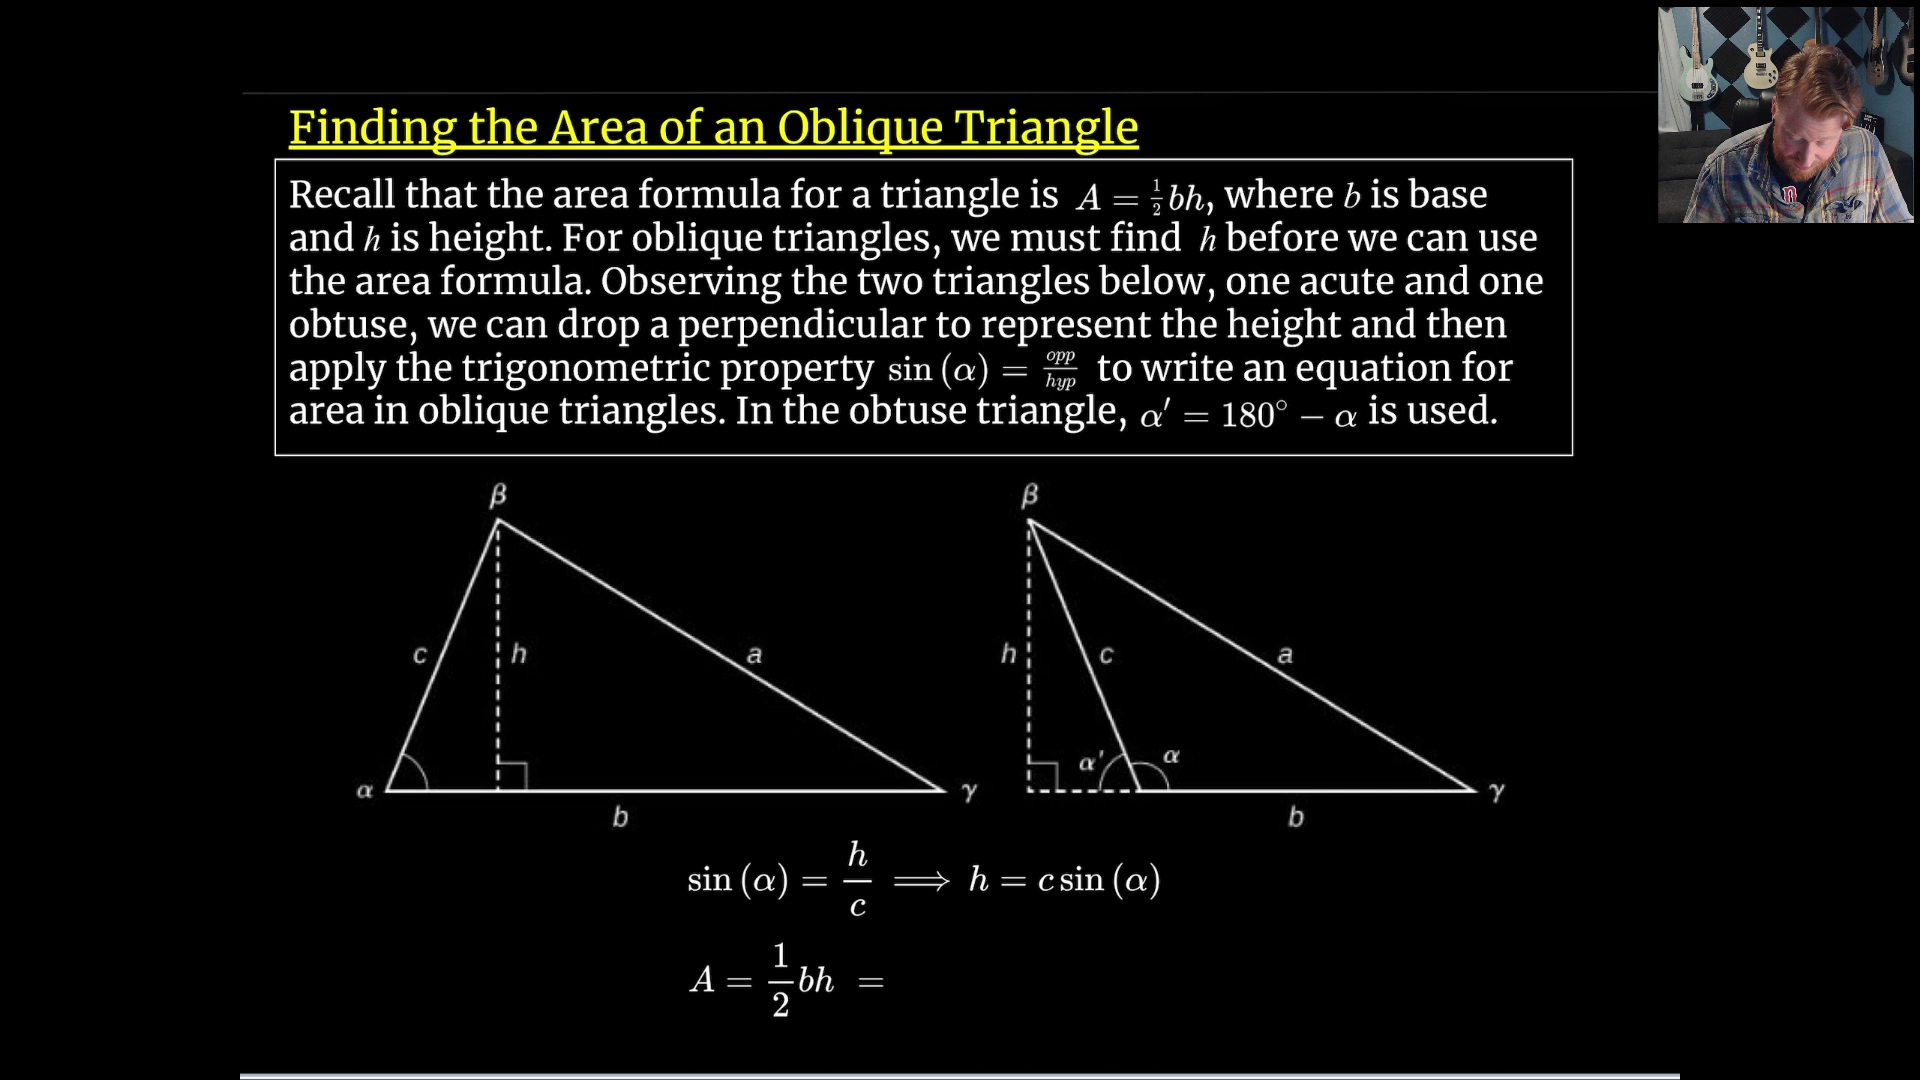 Finding the Area of an Oblique Triangle
Recall that the area formula for a triangle is A = ½bh, where b is base
and h is height. For oblique triangles, we must find h before we can use
the area formula. Observing the two triangles below, one acute and one
obtuse, we can drop a perpendicular to represent the height and then
apply the trigonometric property sin (α) = opp/hyp to write an equation for
area in oblique triangles. In the obtuse triangle, α′ = 180° − α is used.
β
c
h
a
α
γ
b
β
h
c
a
α′
α
γ
b
sin (α) = h/c ⟹ h = c sin (α)
A = 1/2 bh =